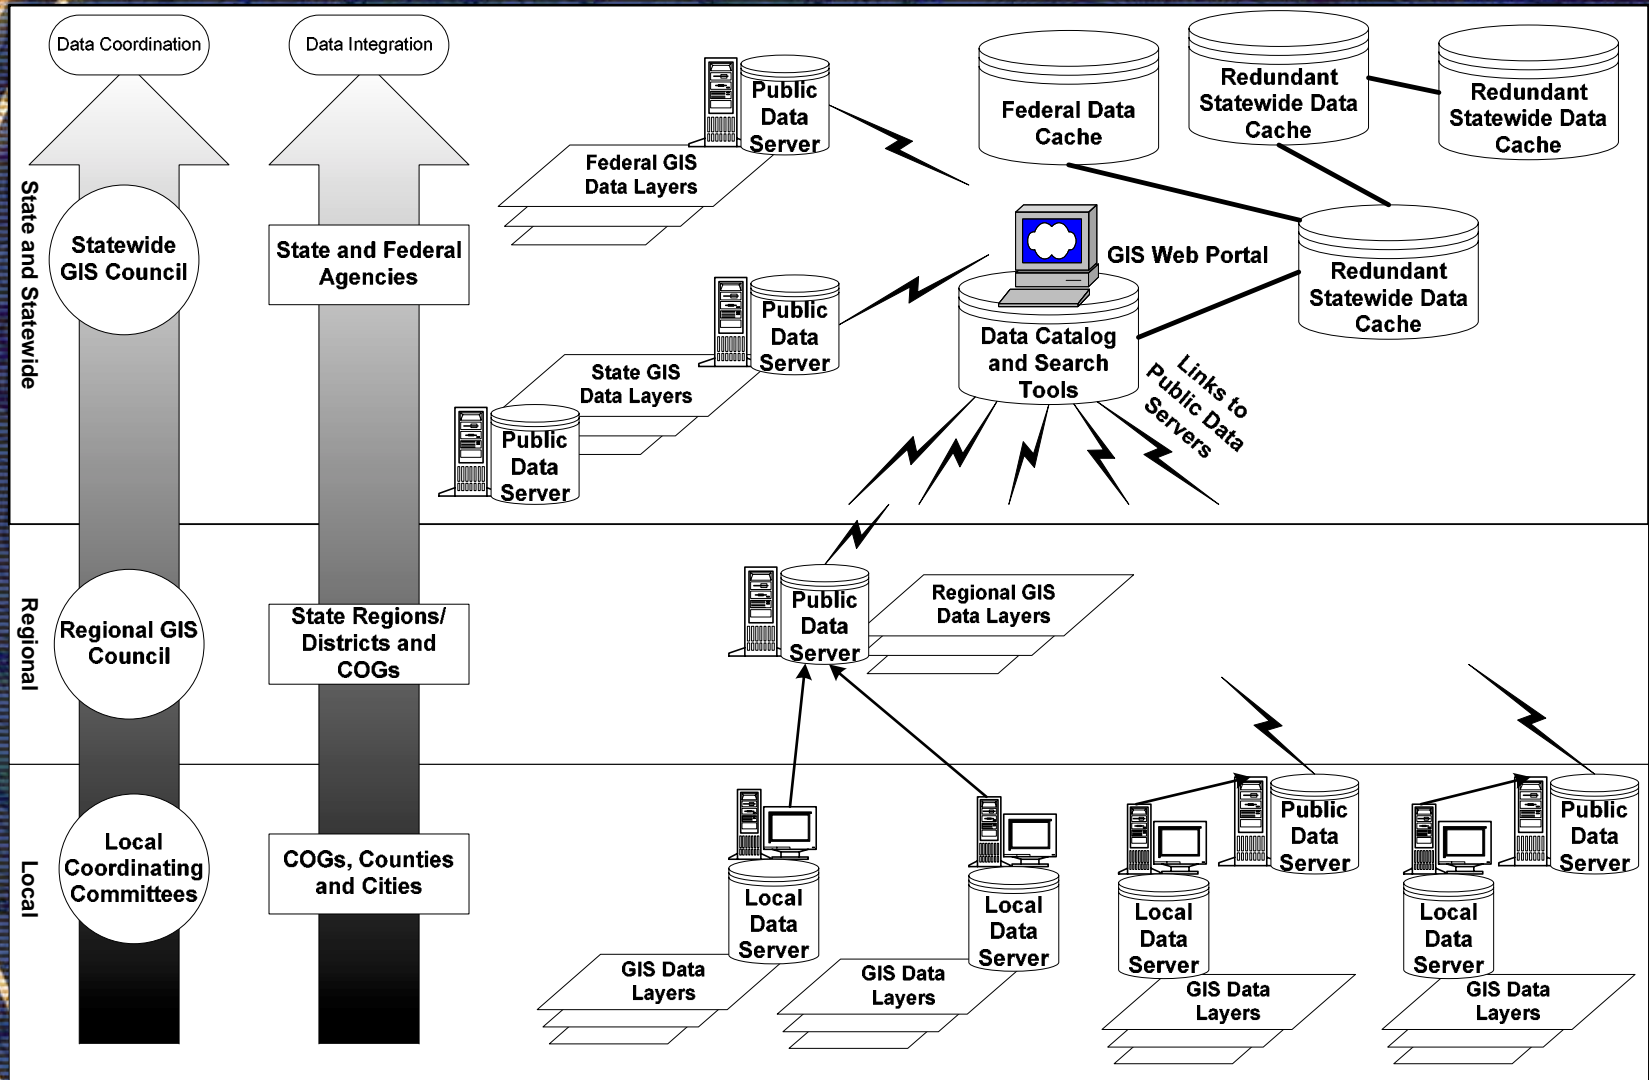 Data Coordination
Data Integration
State and Statewide
Statewide
GIS Council
State and Federal
Agencies
Public
Data
Server
Federal GIS
Data Layers
Public
Data
Server
State GIS
Data Layers
Public
Data
Server
Federal Data
Cache
Redundant
Statewide Data
Cache
Redundant
Statewide Data
Cache
Redundant
Statewide Data
Cache
GIS Web Portal
Data Catalog
and Search
Tools
Links to
Public Data
Servers
Regional
Regional GIS
Council
State Regions/
Districts and
COGs
Public
Data
Server
Regional GIS
Data Layers
Local
Local
Coordinating
Committees
COGs, Counties
and Cities
Local
Data
Server
GIS Data
Layers
Local
Data
Server
GIS Data
Layers
Public
Data
Server
Local
Data
Server
GIS Data
Layers
Public
Data
Server
Local
Data
Server
GIS Data
Layers